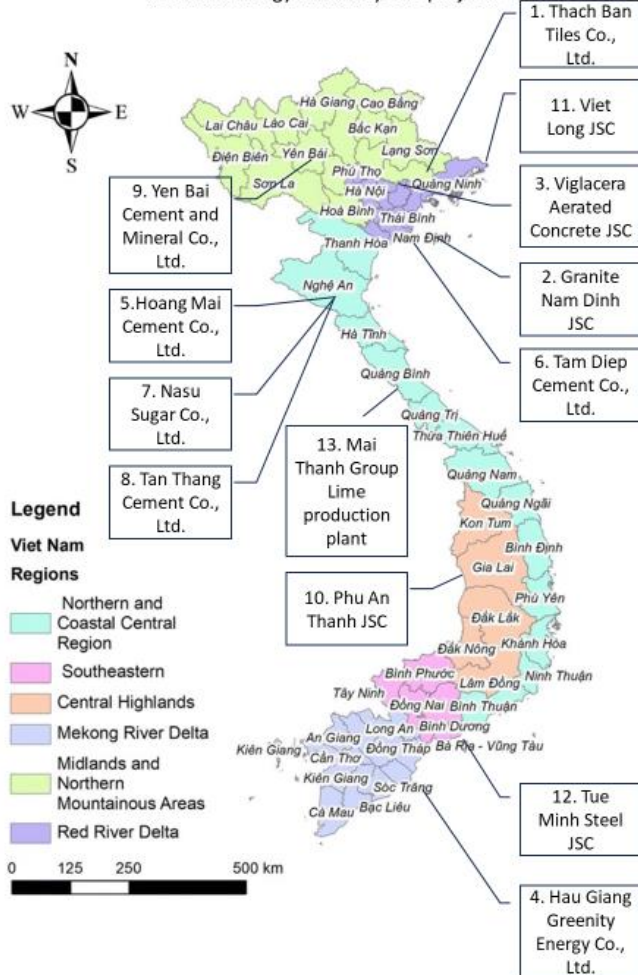 1. Thach Ban
Tiles Co.,
Ltd.
N
W
E
S
11. Viet
Long JSC
Hà Giang
Cao Bằng
Lai Châu
Lào Cai
Bắc Kạn
Lạng Sơn
Điện Biên
Yên Bái
Phú Thọ
Sơn La
Hà Nội
Quảng Ninh
Hoà Bình
Thái Bình
Thanh Hóa
Nam Định
9. Yen Bai
Cement and
Mineral Co.,
Ltd.
3. Viglacera
Aerated
Concrete JSC
2. Granite
Nam Dinh
JSC
5.Hoang Mai
Cement Co.,
Ltd.
Nghệ An
Hà Tĩnh
6. Tam Diep
Cement Co.,
Ltd.
Quảng Bình
7. Nasu
Sugar Co.,
Ltd.
Quảng Trị
Thừa Thiên Huế
13. Mai
Thanh Group
Lime
production
plant
8. Tan Thang
Cement Co.,
Ltd.
Quảng Nam
Quảng Ngãi
Kon Tum
Bình Định
Gia Lai
Phú Yên
10. Phu An
Thanh JSC
Đắk Lắk
Đắk Nông
Khánh Hòa
Bình Phước
Lâm Đồng
Ninh Thuận
Tây Ninh
Đồng Nai
Bình Thuận
Long An
Bình Dương
An Giang
Đồng Tháp
Bà Rịa - Vũng Tàu
Kiên Giang
Cần Thơ
Kiên Giang
Sóc Trăng
Cà Mau
Bạc Liêu
12. Tue
Minh Steel
JSC
4. Hau Giang
Greenity
Energy Co.,
Ltd.
Legend
Viet Nam
Regions
Northern and
Coastal Central
Region
Southeastern
Central Highlands
Mekong River Delta
Midlands and
Northern
Mountainous Areas
Red River Delta
0 125 250 500 km